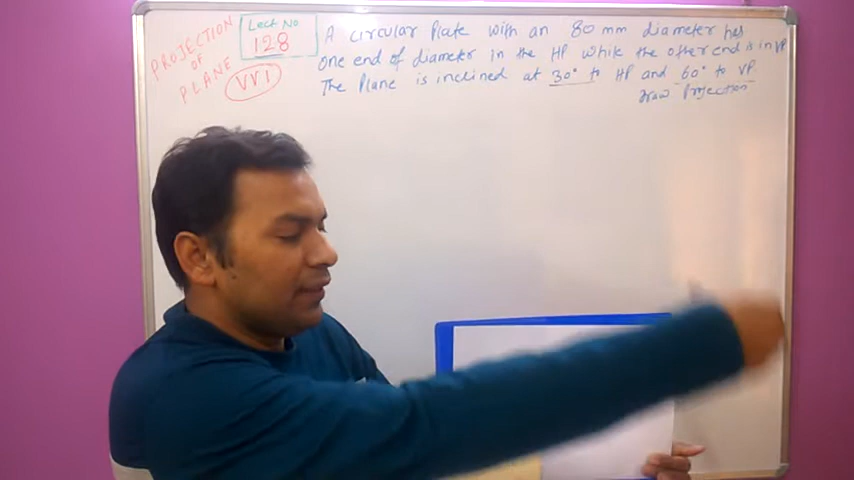 PROJECTION
OF
PLANE
VVI
Lect No
128
A circular Plate with an 80 mm diameter has
one end of diameter in the HP while the other end is in VP
The Plane is inclined at 30° to HP and 60° to VP
Draw Projection